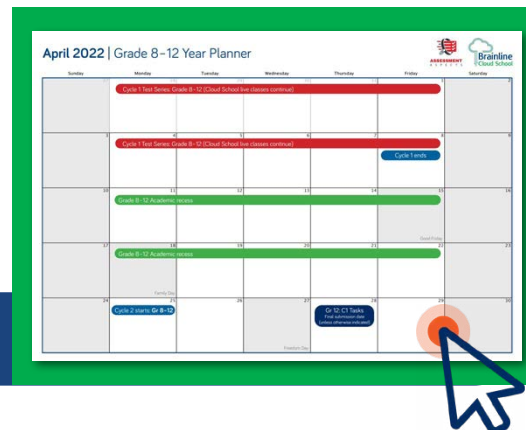 April 2022 | Grade 8-12 Year Planner
ASSESSMENT
ASPECTS
Brainline
Cloud School
Sunday Monday Tuesday Wednesday Thursday Friday Saturday
1 2
Cycle 1 Test Series: Grade 8-12 (Cloud School live classes continue)
3 4 5 6 7 8 9
Cycle 1 Test Series: Grade 8-12 (Cloud School live classes continue)
Cycle 1 ends
10 11 12 13 14 15 16
Grade 8-12 Academic recess
Good Friday
17 18 19 20 21 22 23
Grade 8-12 Academic recess
Family Day
24 25 26 27 28 29 30
Cycle 2 starts: Gr 8-12
Gr 12: C1 Tasks
Final submission date
(unless otherwise indicated)
Freedom Day